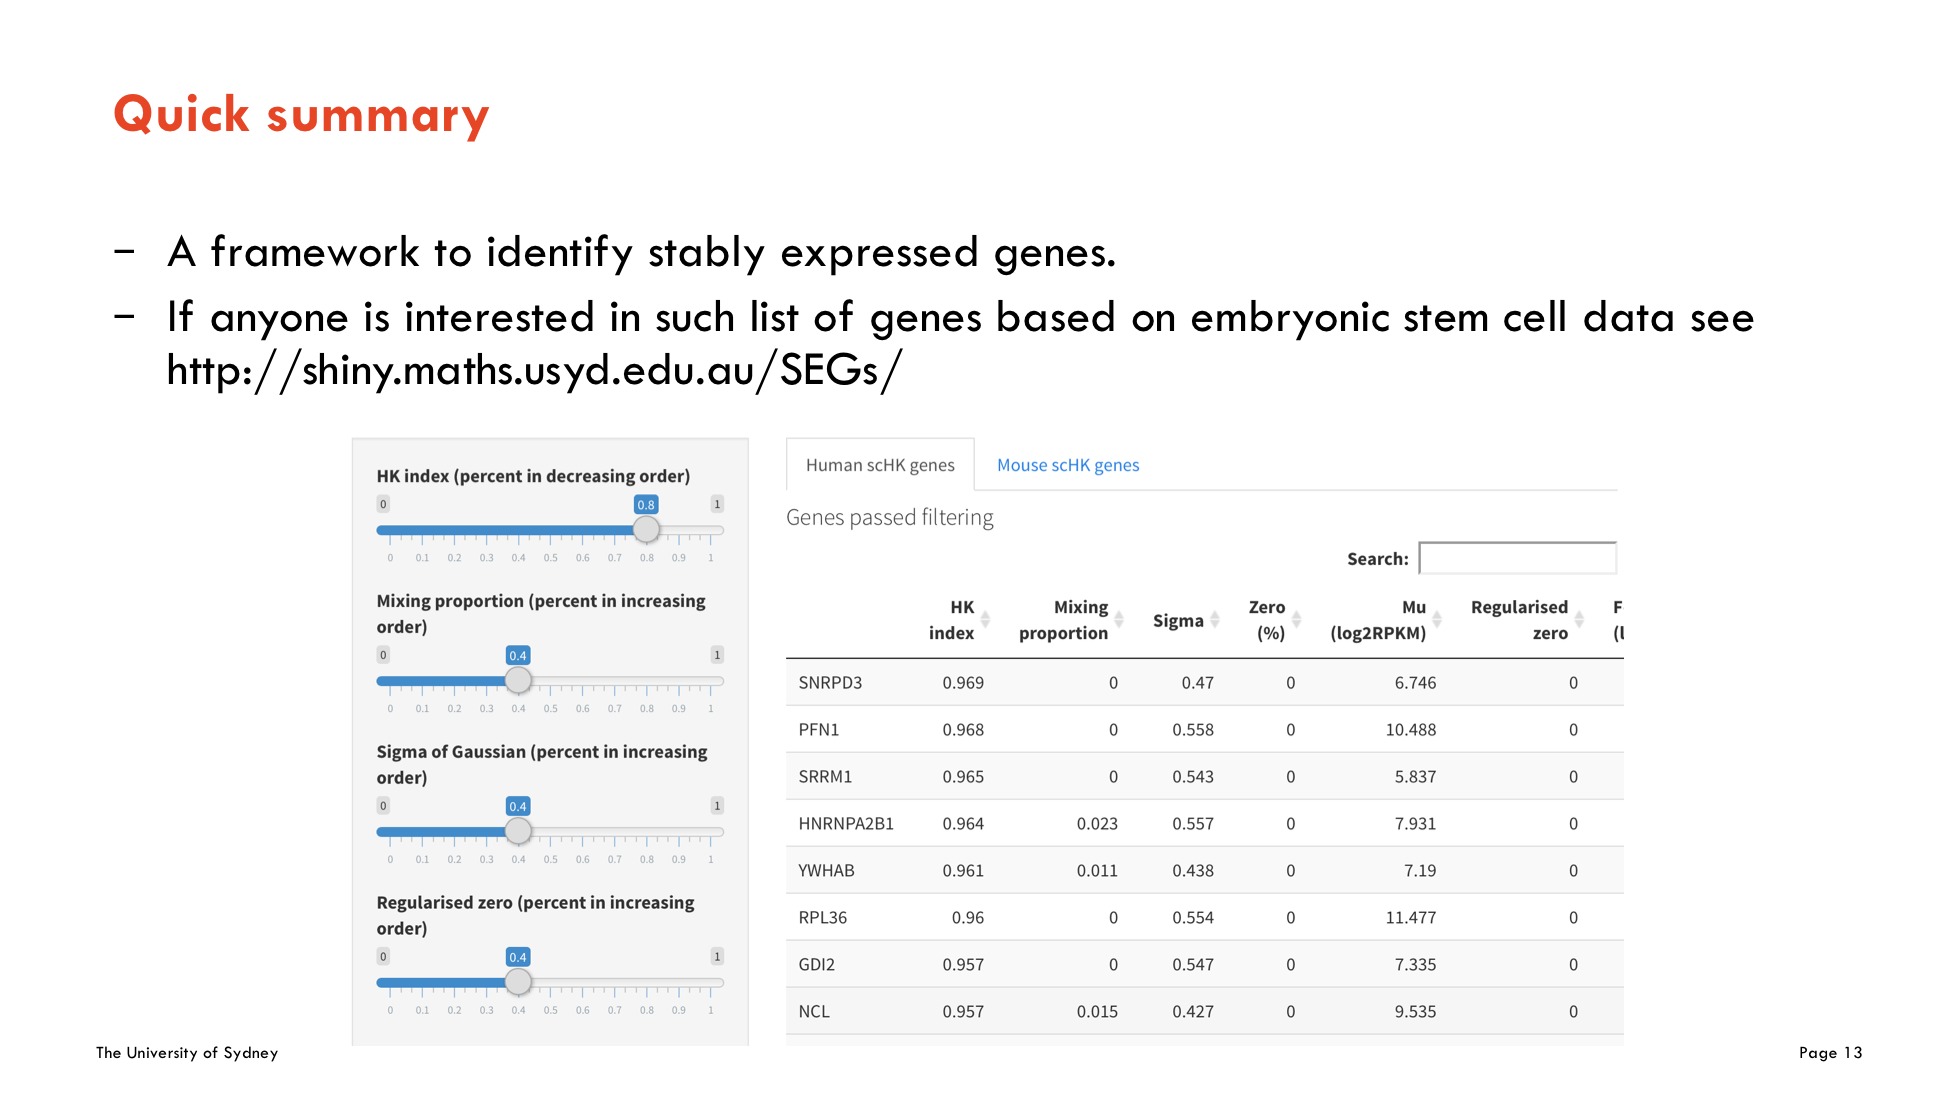 Quick summary
– A framework to identify stably expressed genes.
– If anyone is interested in such list of genes based on embryonic stem cell data see
http://shiny.maths.usyd.edu.au/SEGs/
HK index (percent in decreasing order)
0 0.8 1
0 0.1 0.2 0.3 0.4 0.5 0.6 0.7 0.8 0.9 1
Mixing proportion (percent in increasing
order)
0 0.4 1
0 0.1 0.2 0.3 0.4 0.5 0.6 0.7 0.8 0.9 1
Sigma of Gaussian (percent in increasing
order)
0 0.4 1
0 0.1 0.2 0.3 0.4 0.5 0.6 0.7 0.8 0.9 1
Regularised zero (percent in increasing
order)
0 0.4 1
0 0.1 0.2 0.3 0.4 0.5 0.6 0.7 0.8 0.9 1
Human scHK genes Mouse scHK genes
Genes passed filtering
Search:
HK Mixing Zero Mu Regularised
index proportion Sigma (%) (log2RPKM) zero
SNRPD3 0.969 0 0.47 0 6.746 0
PFN1 0.968 0 0.558 0 10.488 0
SRRM1 0.965 0 0.543 0 5.837 0
HNRNPA2B1 0.964 0.023 0.557 0 7.931 0
YWHAB 0.961 0.011 0.438 0 7.19 0
RPL36 0.96 0 0.554 0 11.477 0
GDI2 0.957 0 0.547 0 7.335 0
NCL 0.957 0.015 0.427 0 9.535 0
The University of Sydney
Page 13